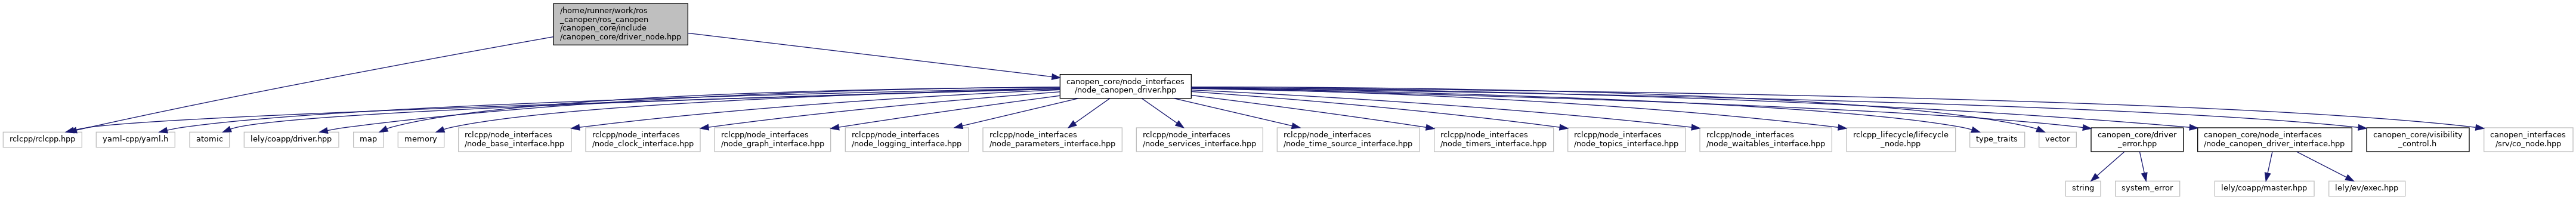 /home/runner/work/ros
_canopen/ros_canopen
/canopen_core/include
/canopen_core/driver_node.hpp
canopen_core/node_interfaces
/node_canopen_driver.hpp
rclcpp/rclcpp.hpp
yaml-cpp/yaml.h
atomic
lely/coapp/driver.hpp
map
memory
rclcpp/node_interfaces
/node_base_interface.hpp
rclcpp/node_interfaces
/node_clock_interface.hpp
rclcpp/node_interfaces
/node_graph_interface.hpp
rclcpp/node_interfaces
/node_logging_interface.hpp
rclcpp/node_interfaces
/node_parameters_interface.hpp
rclcpp/node_interfaces
/node_services_interface.hpp
rclcpp/node_interfaces
/node_time_source_interface.hpp
rclcpp/node_interfaces
/node_timers_interface.hpp
rclcpp/node_interfaces
/node_topics_interface.hpp
rclcpp/node_interfaces
/node_waitables_interface.hpp
rclcpp_lifecycle/lifecycle
_node.hpp
type_traits
vector
canopen_core/driver
_error.hpp
canopen_core/node_interfaces
/node_canopen_driver_interface.hpp
canopen_core/visibility
_control.h
canopen_interfaces
/srv/co_node.hpp
string
system_error
lely/coapp/master.hpp
lely/ev/exec.hpp